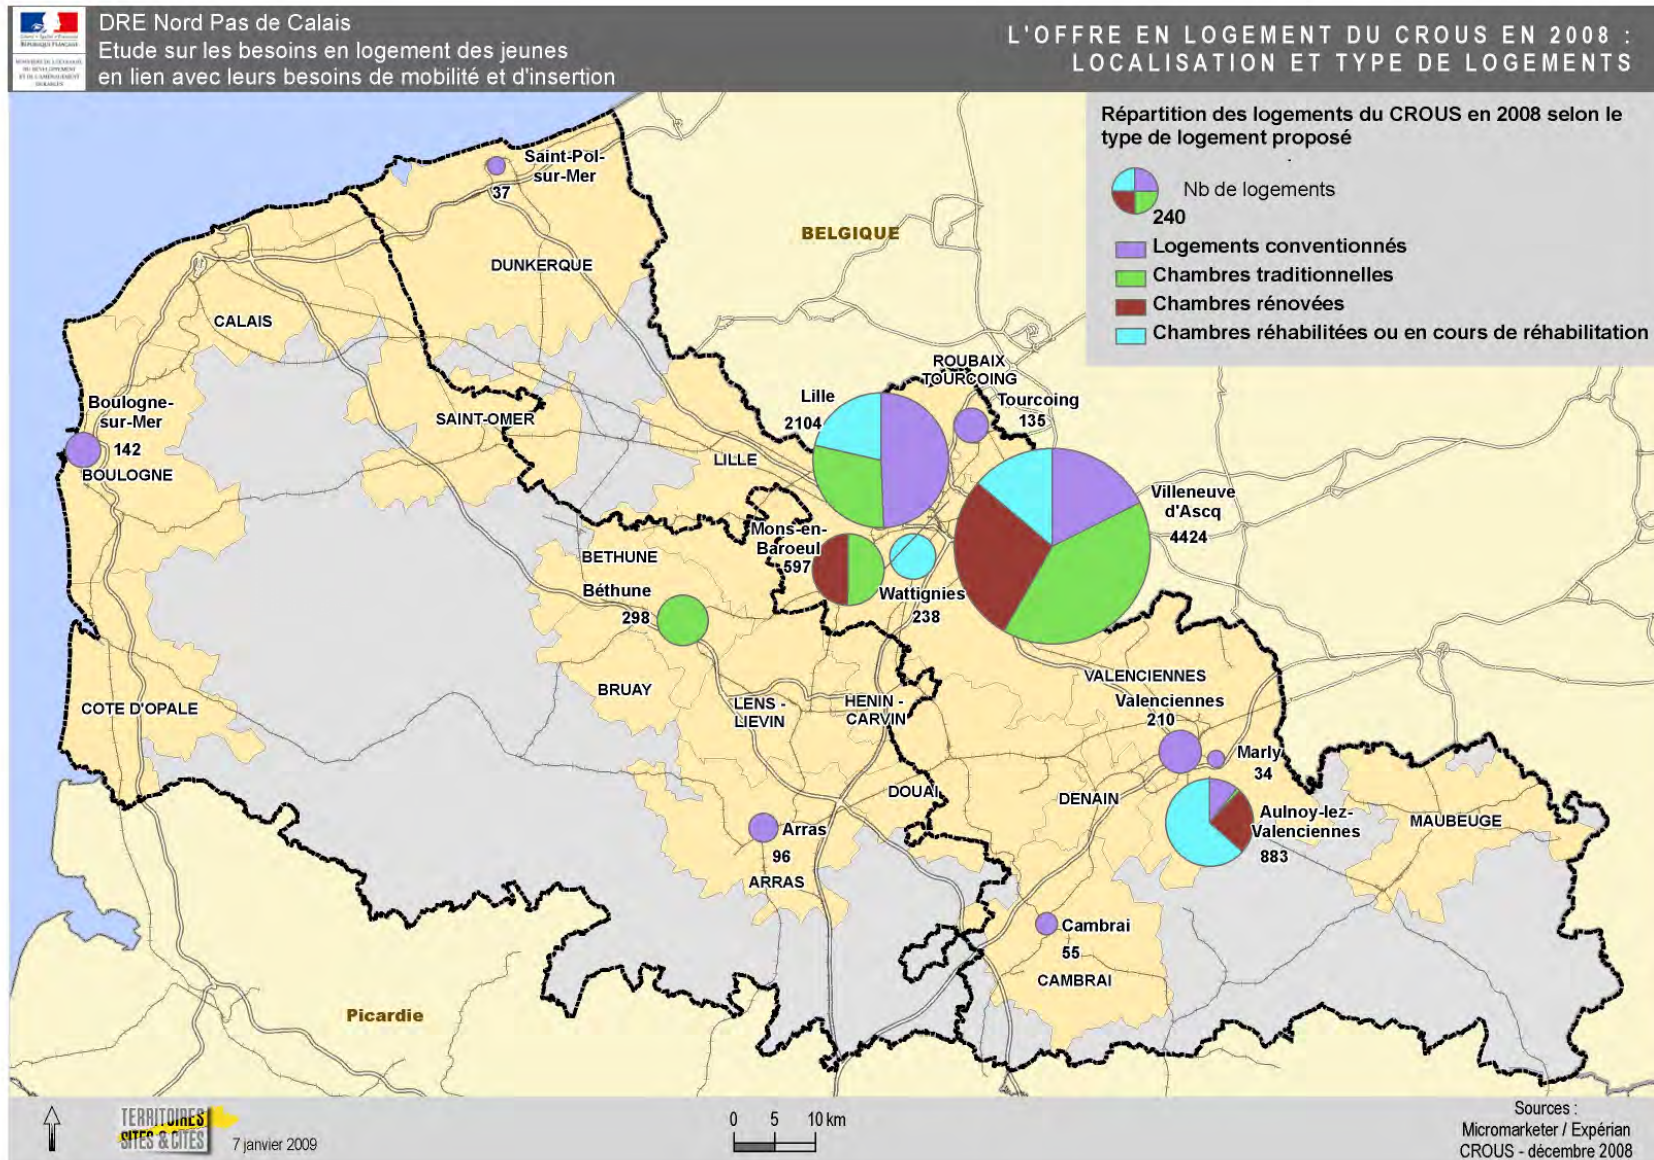 Liberté • Égalité • Fraternité
RÉPUBLIQUE FRANÇAISE
DRE Nord Pas de Calais
Etude sur les besoins en logement des jeunes
en lien avec leurs besoins de mobilité et d'insertion
L'OFFRE EN LOGEMENT DU CROUS EN 2008 :
LOCALISATION ET TYPE DE LOGEMENTS
Répartition des logements du CROUS en 2008 selon le
type de logement proposé
Nb de logements
240
Logements conventionnés
Chambres traditionnelles
Chambres rénovées
Chambres réhabilitées ou en cours de réhabilitation
Saint-Pol-
sur-Mer
37
BELGIQUE
DUNKERQUE
CALAIS
ROUBAIX
TOURCOING
Lille
2104
Tourcoing
135
Boulogne-
sur-Mer
142
BOULOGNE
SAINT-OMER
LILLE
Villeneuve
d'Ascq
4424
Mons-en-
Baroeul
597
BETHUNE
Béthune
298
Wattignies
238
BRUAY
VALENCIENNES
COTE D'OPALE
LENS -
LIEVIN
HENIN -
CARVIN
Valenciennes
210
Marly
34
DOUAI
DENAIN
Aulnoy-lez-
Valenciennes
883
MAUBEUGE
Arras
96
ARRAS
Cambrai
55
CAMBRAI
Picardie
TERRITOIRES
SITES & CITES
7 janvier 2009
0 5 10 km
Sources :
Micromarketer / Expérian
CROUS - décembre 2008